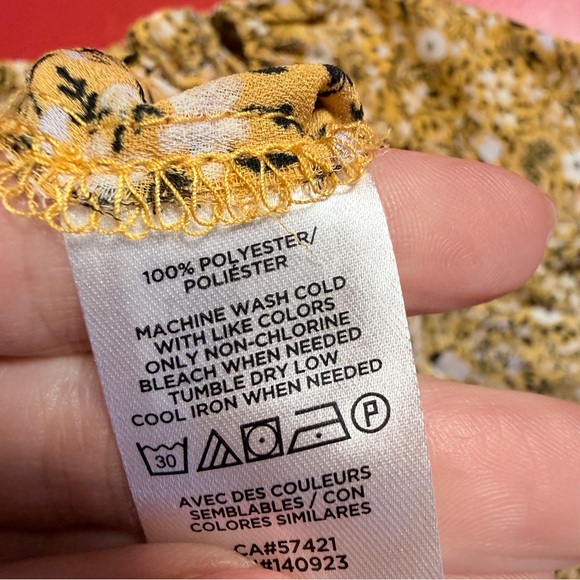 100% POLYESTER/
POLIÉSTER
MACHINE WASH COLD
WITH LIKE COLORS
ONLY NON-CHLORINE
BLEACH WHEN NEEDED
TUMBLE DRY LOW
COOL IRON WHEN NEEDED
30 P
AVEC DES COULEURS
SEMBLABLES / CON
COLORES SIMILARES
CA#57421
#140923